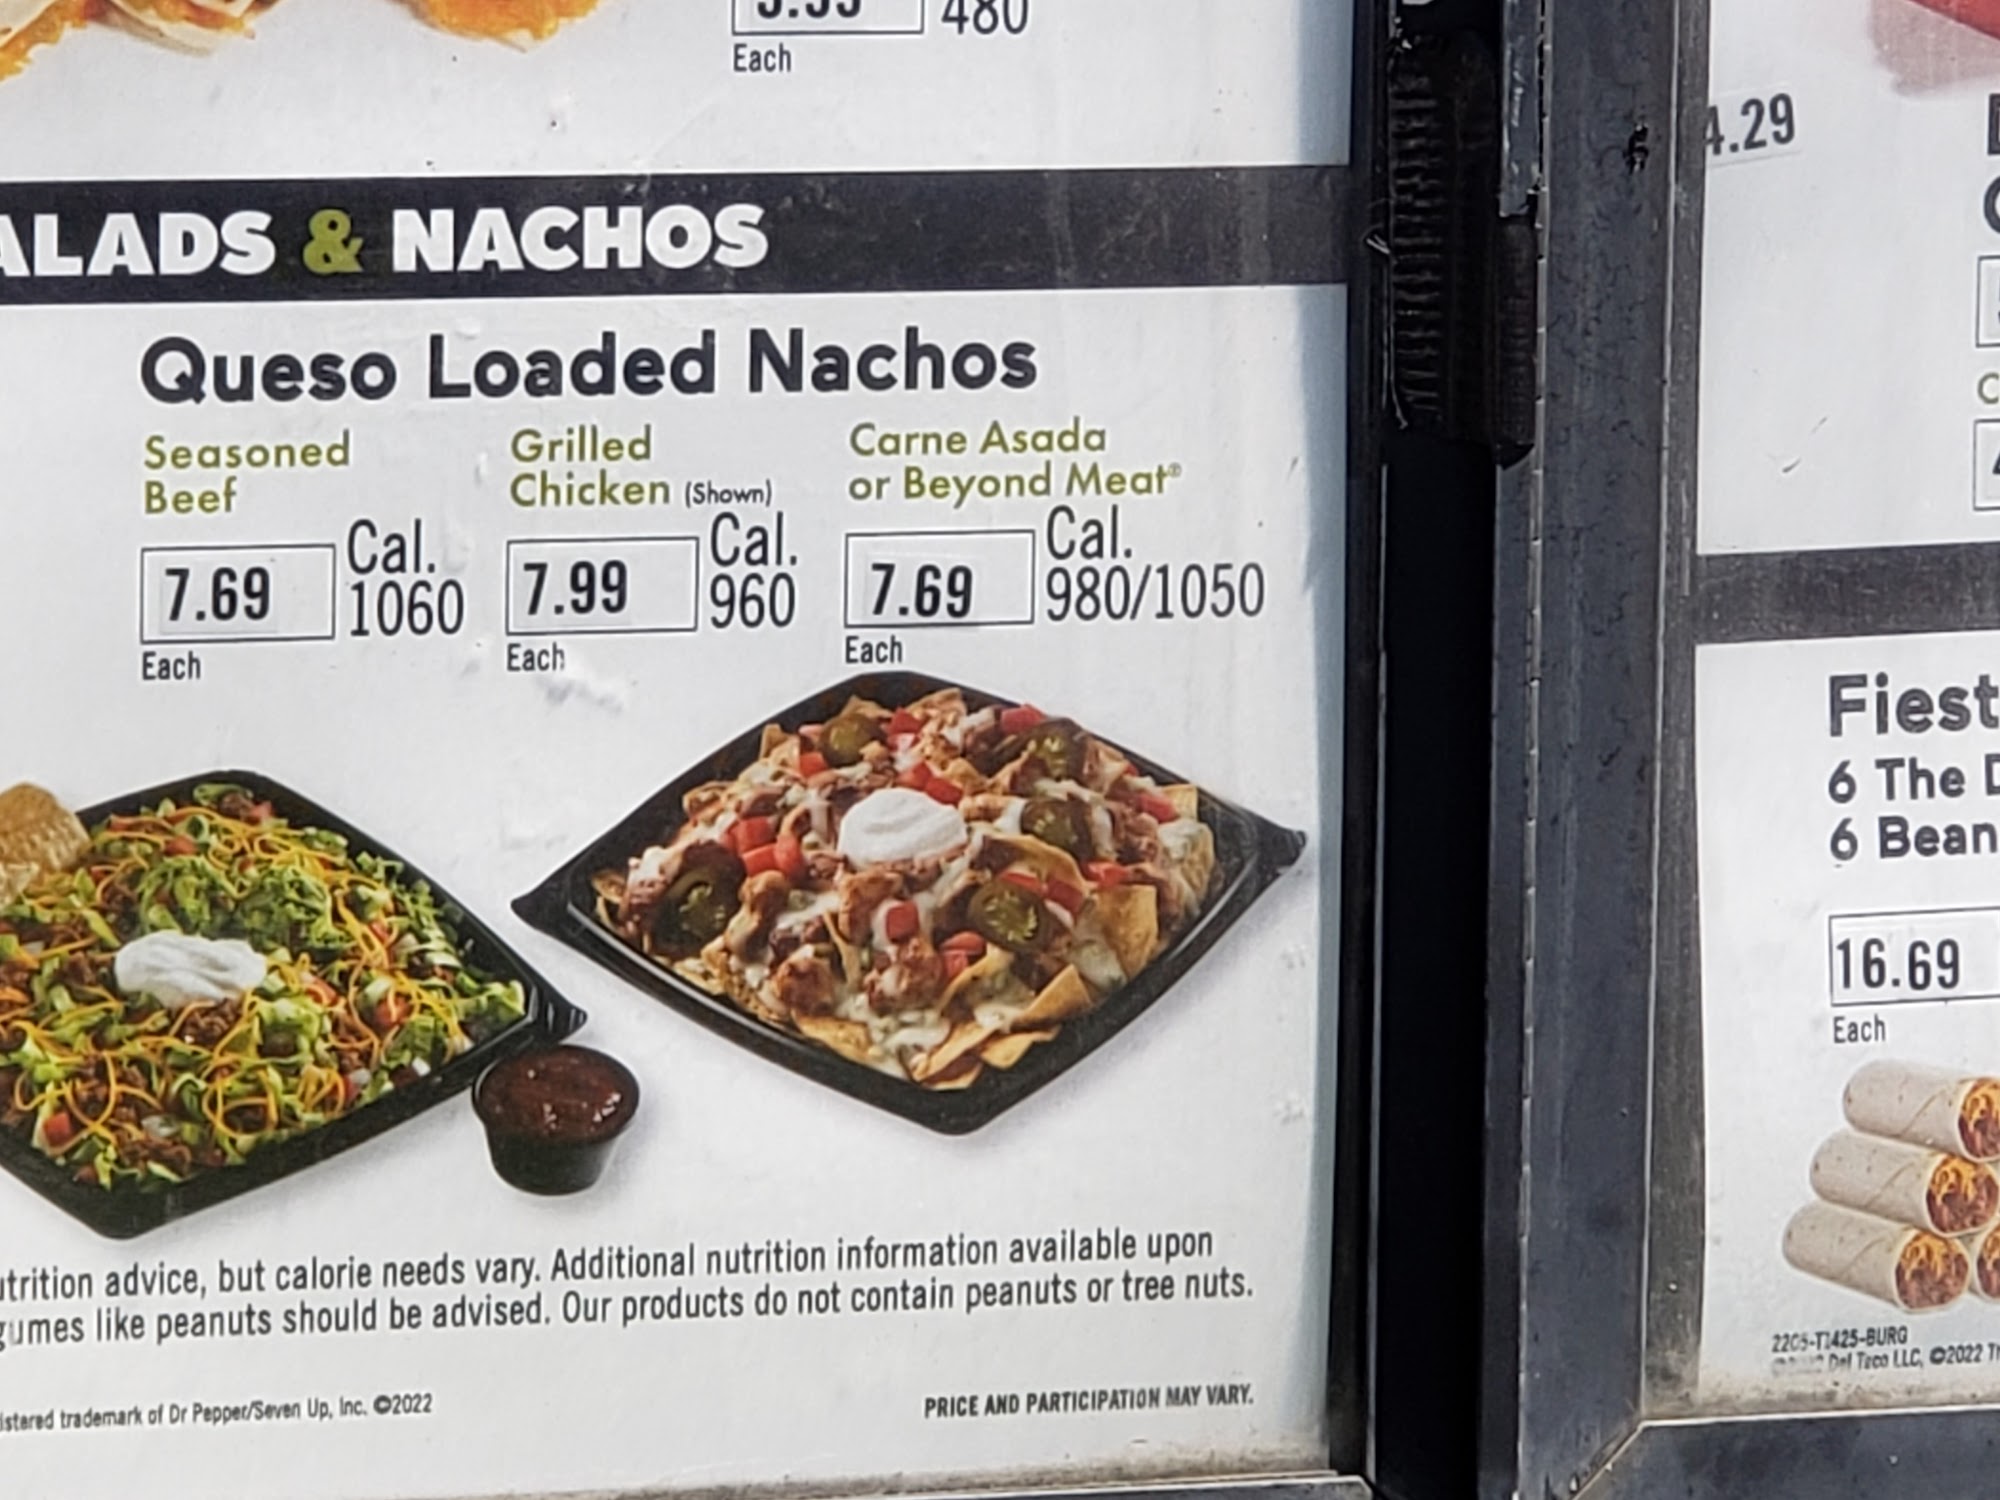 480
Each
ALADS & NACHOS
Queso Loaded Nachos
Seasoned
Beef
7.69 Cal.
1060
Each
Grilled
Chicken (Shown)
7.99 Cal.
960
Each
Carne Asada
or Beyond Meat®
7.69 Cal.
980/1050
Each
utrition advice, but calorie needs vary. Additional nutrition information available upon
gumes like peanuts should be advised. Our products do not contain peanuts or tree nuts.
istered trademark of Dr Pepper/Seven Up, Inc. ©2022
PRICE AND PARTICIPATION MAY VARY.
4.29
Fiest
6 The
6 Bean
16.69
Each
Del Taco LLC, ©2022